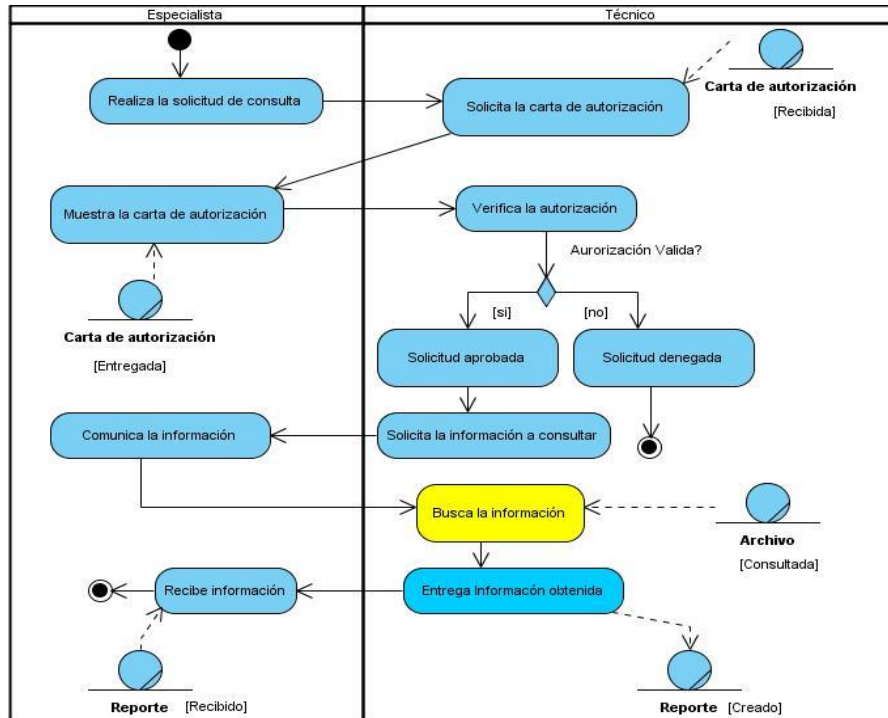 Especialista
Técnico
Realiza la solicitud de consulta
Solicita la carta de autorización
Carta de autorización
[Recibida]
Muestra la carta de autorización
Verifica la autorización
Aurorización Valida?
Carta de autorización
[Entregada]
[si]
[no]
Solicitud aprobada
Solicitud denegada
Comunica la información
Solicita la información a consultar
Busca la información
Archivo
[Consultada]
Recibe información
Entrega Informacón obtenida
Reporte [Recibido]
Reporte [Creado]